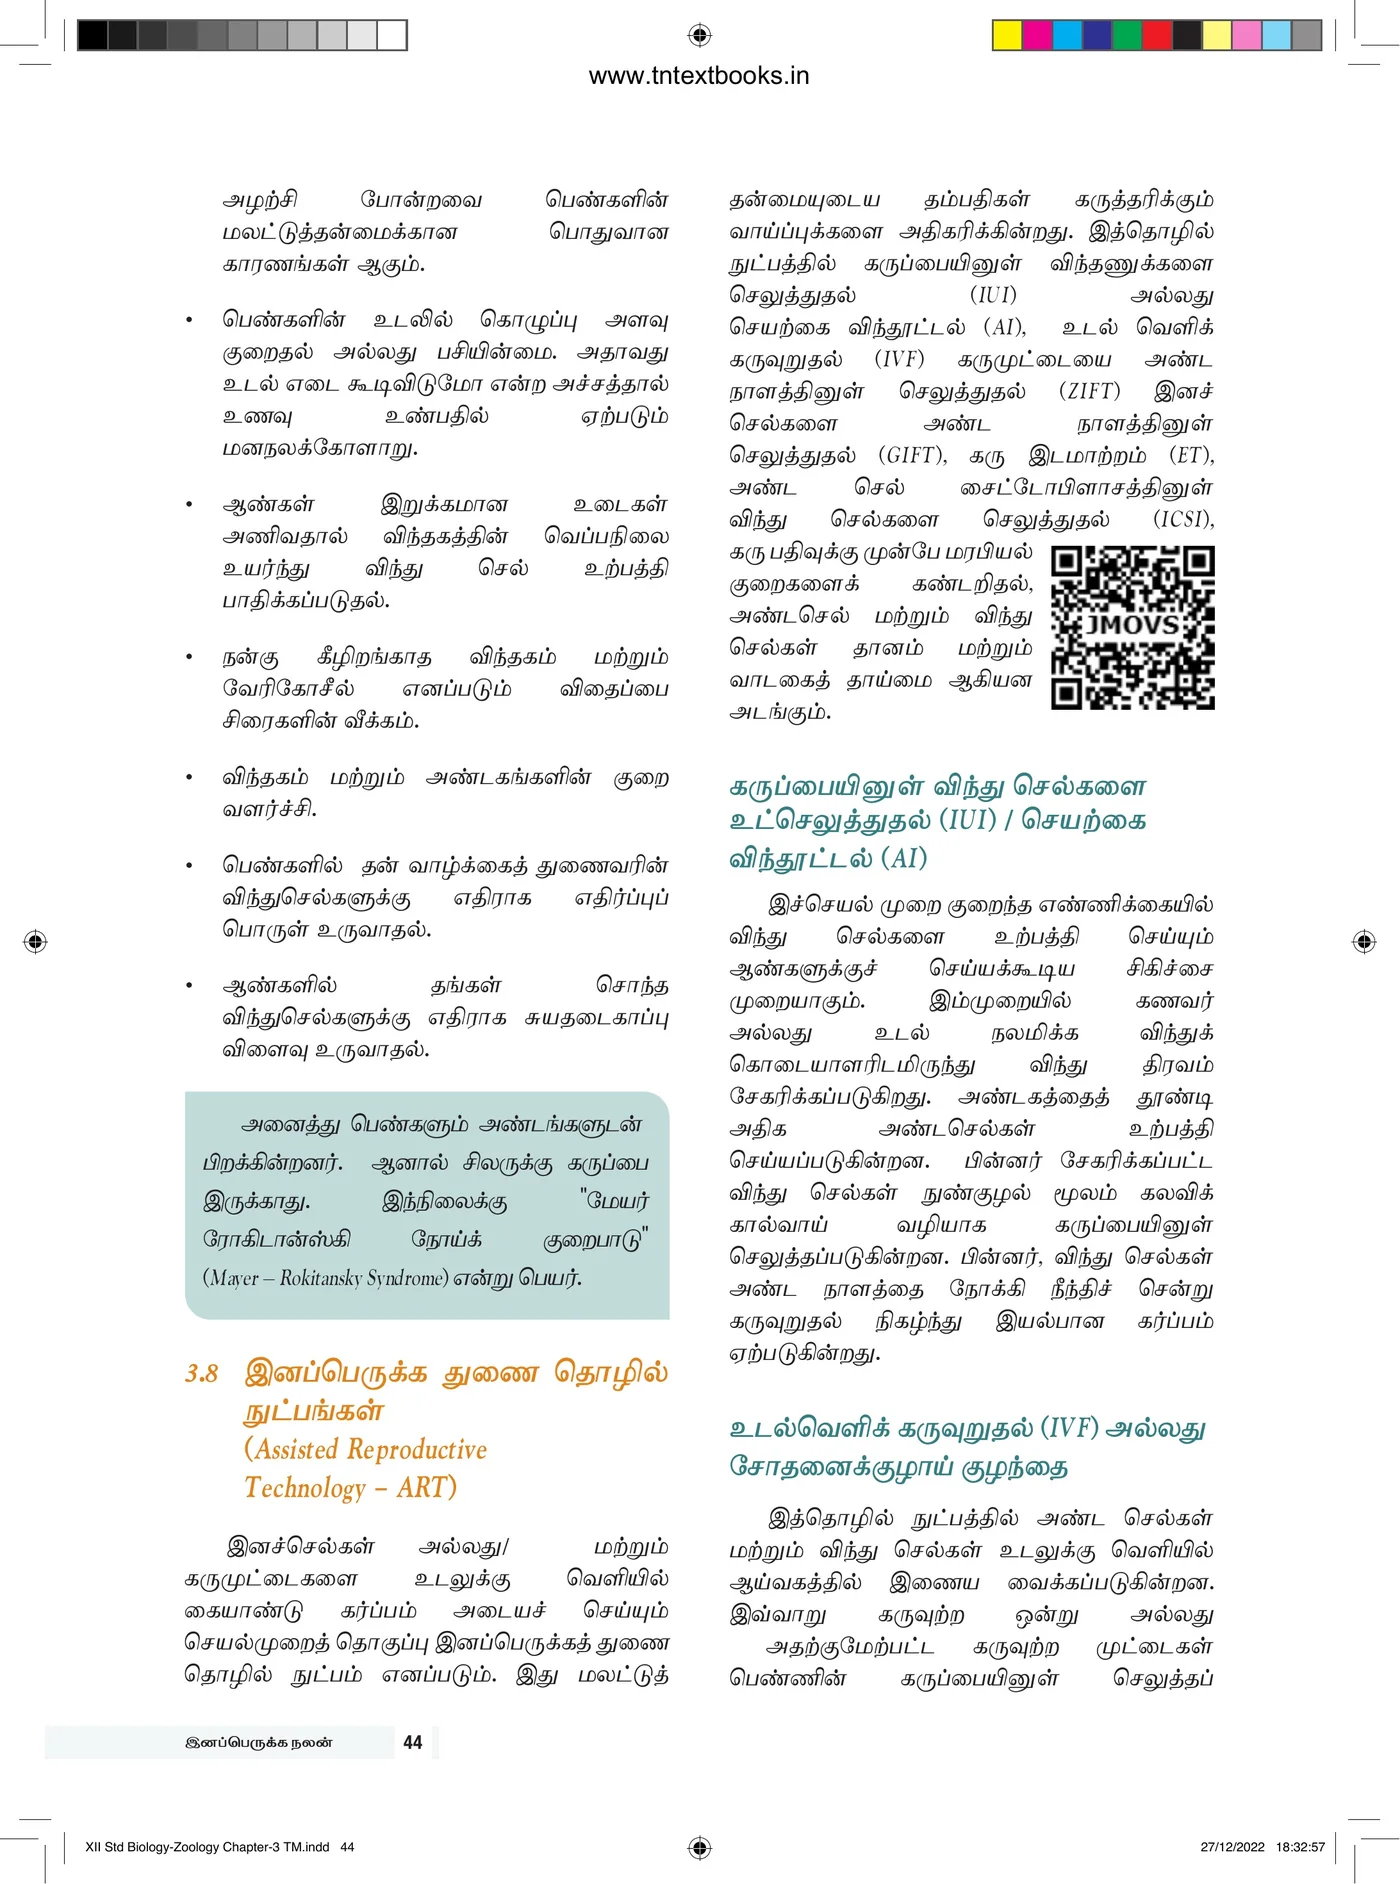 www.tntextbooks.in
அழற்சி போன்றவை பெண்களின்
மலட்டுத்தன்மைக்கான பொதுவான
காரணங்கள் ஆகும்.
• பெண்களின் உடலில் கொழுப்பு அளவு
குறைதல் அல்லது பசியின்மை. அதாவது
உடல் எடை கூடிவிடுமோ என்ற அச்சத்தால்
உணவு உண்பதில் ஏற்படும்
மனநலக்கோளாறு.
• ஆண்கள் இறுக்கமான உடைகள்
அணிவதால் விந்தகத்தின் வெப்பநிலை
உயர்ந்து விந்து செல் உற்பத்தி
பாதிக்கப்படுதல்.
• நன்கு கீழிறங்காத விந்தகம் மற்றும்
வேரிகோசீல் எனப்படும் விதைப்பை
சிரைகளின் வீக்கம்.
• விந்தகம் மற்றும் அண்டகங்களின் குறை
வளர்ச்சி.
• பெண்களில் தன் வாழ்க்கைத் துணைவரின்
விந்துசெல்களுக்கு எதிராக எதிர்ப்புப்
பொருள் உருவாதல்.
• ஆண்களில் தங்கள் சொந்த
விந்துசெல்களுக்கு எதிராக சுயதடைகாப்பு
விளைவு உருவாதல்.
அனைத்து பெண்களும் அண்டங்களுடன்
பிறக்கின்றனர். ஆனால் சிலருக்கு கருப்பை
இருக்காது. இந்நிலைக்கு "மேயர்
ரோகிடான்ஸ்கி நோய்க் குறைபாடு"
(Mayer – Rokitansky Syndrome) என்று பெயர்.
3.8 இனப்பெருக்க துணை தொழில்
நுட்பங்கள்
(Assisted Reproductive
Technology – ART)
இனச்செல்கள் அல்லது/ மற்றும்
கருமுட்டைகளை உடலுக்கு வெளியில்
கையாண்டு கர்ப்பம் அடையச் செய்யும்
செயல்முறைத் தொகுப்பு இனப்பெருக்கத் துணை
தொழில் நுட்பம் எனப்படும். இது மலட்டுத்
தன்மையுடைய தம்பதிகள் கருத்தரிக்கும்
வாய்ப்புக்களை அதிகரிக்கின்றது. இத்தொழில்
நுட்பத்தில் கருப்பையினுள் விந்தணுக்களை
செலுத்துதல் (IUI) அல்லது
செயற்கை விந்தூட்டல் (AI), உடல் வெளிக்
கருவுறுதல் (IVF) கருமுட்டையை அண்ட
நாளத்தினுள் செலுத்துதல் (ZIFT) இனச்
செல்களை அண்ட நாளத்தினுள்
செலுத்துதல் (GIFT), கரு இடமாற்றம் (ET),
அண்ட செல் சைட்டோபிளாசத்தினுள்
விந்து செல்களை செலுத்துதல் (ICSI),
கரு பதிவுக்கு முன்பே மரபியல்
குறைகளைக் கண்டறிதல்,
அண்டசெல் மற்றும் விந்து
செல்கள் தானம் மற்றும்
வாடகைத் தாய்மை ஆகியன
அடங்கும்.
JMOVS
கருப்பையினுள் விந்து செல்களை
உட்செலுத்துதல் (IUI) / செயற்கை
விந்தூட்டல் (AI)
இச்செயல் முறை குறைந்த எண்ணிக்கையில்
விந்து செல்களை உற்பத்தி செய்யும்
ஆண்களுக்குச் செய்யக்கூடிய சிகிச்சை
முறையாகும். இம்முறையில் கணவர்
அல்லது உடல் நலமிக்க விந்துக்
கொடையாளரிடமிருந்து விந்து திரவம்
சேகரிக்கப்படுகிறது. அண்டகத்தைத் தூண்டி
அதிக அண்டசெல்கள் உற்பத்தி
செய்யப்படுகின்றன. பின்னர் சேகரிக்கப்பட்ட
விந்து செல்கள் நுண்குழல் மூலம் கலவிக்
கால்வாய் வழியாக கருப்பையினுள்
செலுத்தப்படுகின்றன. பின்னர், விந்து செல்கள்
அண்ட நாளத்தை நோக்கி நீந்திச் சென்று
கருவுறுதல் நிகழ்ந்து இயல்பான கர்ப்பம்
ஏற்படுகின்றது.
உடல்வெளிக் கருவுறுதல் (IVF) அல்லது
சோதனைக்குழாய் குழந்தை
இத்தொழில் நுட்பத்தில் அண்ட செல்கள்
மற்றும் விந்து செல்கள் உடலுக்கு வெளியில்
ஆய்வகத்தில் இணைய வைக்கப்படுகின்றன.
இவ்வாறு கருவுற்ற ஒன்று அல்லது
அதற்குமேற்பட்ட கருவுற்ற முட்டைகள்
பெண்ணின் கருப்பையினுள் செலுத்தப்
இனப்பெருக்க நலன் 44
XII Std Biology-Zoology Chapter-3 TM.indd 44 27/12/2022 18:32:57